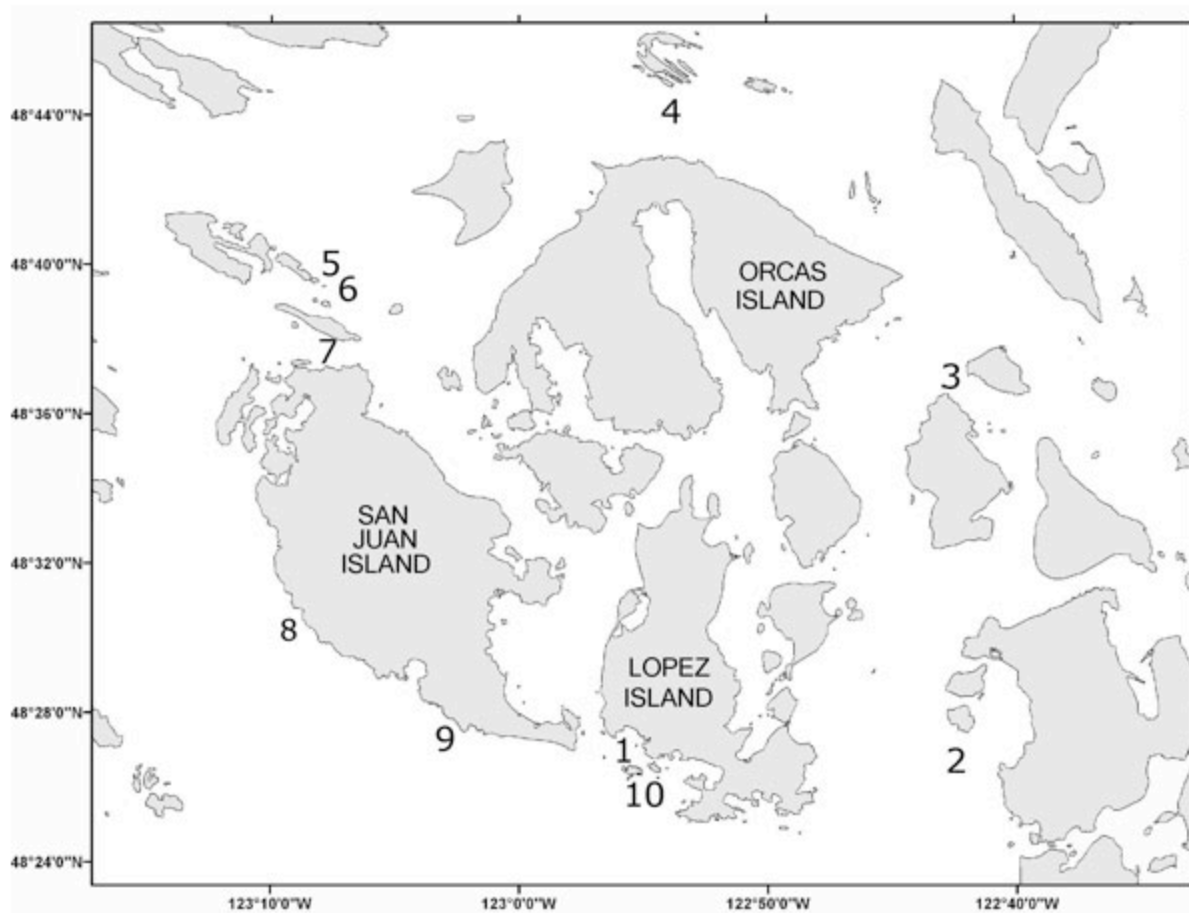 4
48°44'0"N
5
48°40'0"N
6
ORCAS
ISLAND
7
3
48°36'0"N
SAN
JUAN
ISLAND
48°32'0"N
8
LOPEZ
ISLAND
48°28'0"N
9
1
2
10
48°24'0"N
123°10'0"W
123°0'0"W
122°50'0"W
122°40'0"W